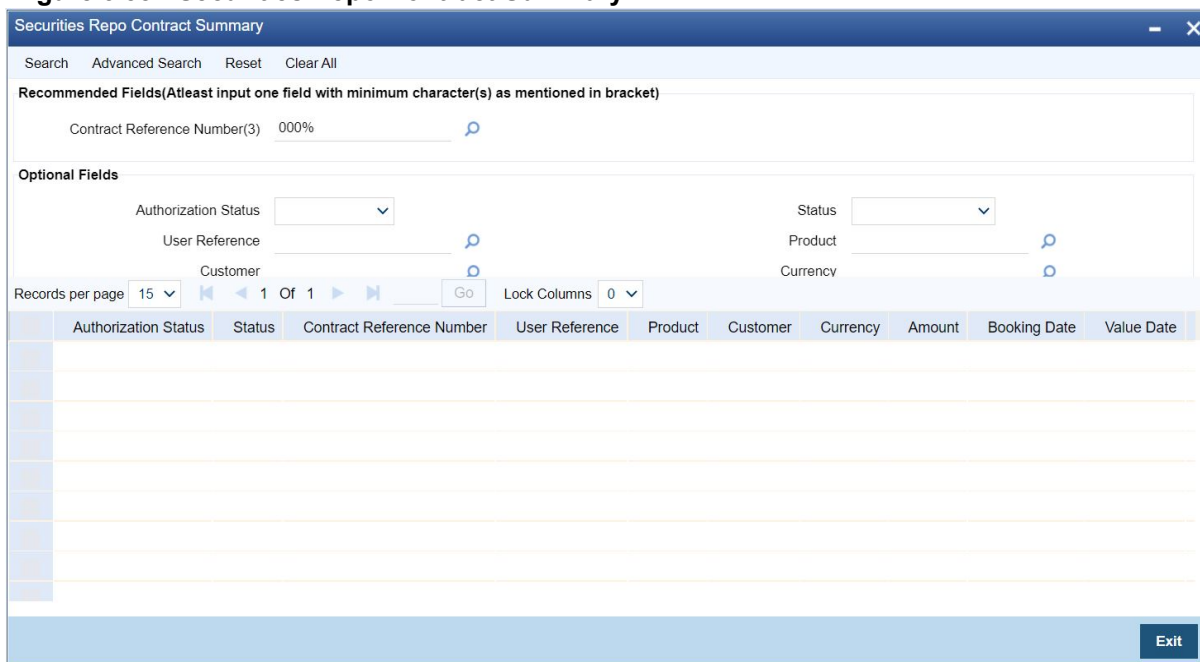 Securities Repo Contract Summary
Search Advanced Search Reset Clear All
Recommended Fields(Atleast input one field with minimum character(s) as mentioned in bracket)
Contract Reference Number(3) 000%
Optional Fields
Authorization Status Status
User Reference Product
Customer Currency
Records per page 15 1 Of 1 Go Lock Columns 0
Authorization Status Status Contract Reference Number User Reference Product Customer Currency Amount Booking Date Value Date
Exit